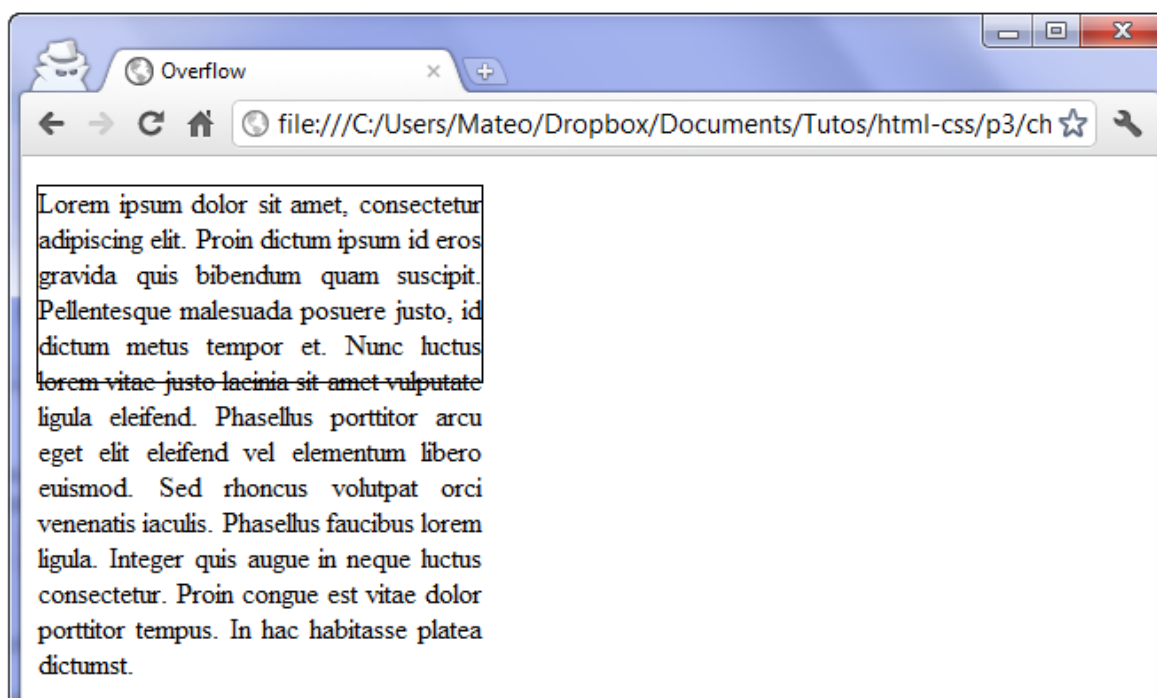 Overflow
file:///C:/Users/Mateo/Dropbox/Documents/Tutos/html-css/p3/ch
Lorem ipsum dolor sit amet, consectetur
adipiscing elit. Proin dictum ipsum id eros
gravida quis bibendum quam suscipit.
Pellentesque malesuada posuere justo, id
dictum metus tempor et. Nunc luctus
lorem vitae justo lacinia sit amet vulputate
ligula eleifend. Phasellus porttitor arcu
eget elit eleifend vel elementum libero
euismod. Sed rhoncus volutpat orci
venenatis iaculis. Phasellus faucibus lorem
ligula. Integer quis augue in neque luctus
consectetur. Proin congue est vitae dolor
porttitor tempus. In hac habitasse platea
dictumst.